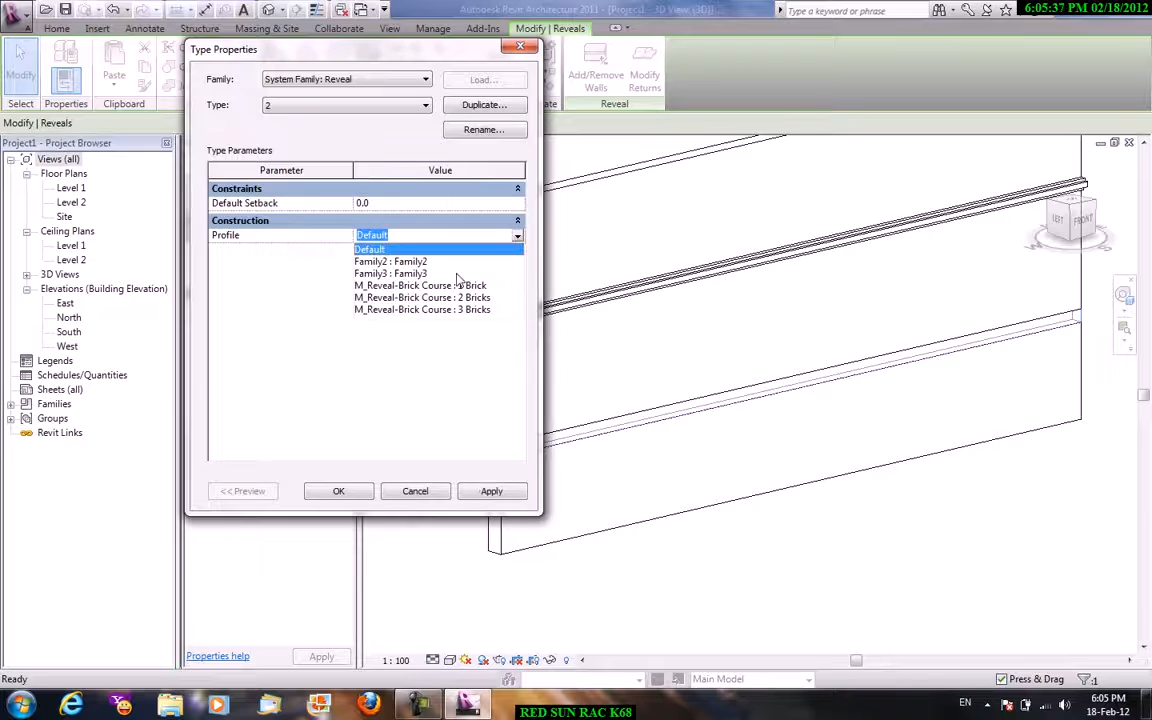 Autodesk Revit Architecture 2011 - [Project1 - 3D View: {3D}]
Type a keyword or phrase
6:05:37 PM 02/18/2012
Home
Insert
Annotate
Structure
Massing & Site
Collaborate
View
Manage
Add-Ins
Modify | Reveals
Modify
Paste
Add/Remove
Walls
Modify
Returns
Select
Properties
Clipboard
Reveal
Modify | Reveals
Project1 - Project Browser
Views (all)
Floor Plans
Level 1
Level 2
Site
Ceiling Plans
Level 1
Level 2
3D Views
Elevations (Building Elevation)
East
North
South
West
Legends
Schedules/Quantities
Sheets (all)
Families
Groups
Revit Links
Type Properties
Family:
System Family: Reveal
Load...
Type:
2
Duplicate...
Rename...
Type Parameters
Parameter
Value
Constraints
Default Setback
0.0
Construction
Profile
Default
Default
Family2 : Family2
Family3 : Family3
M_Reveal-Brick Course : Brick
M_Reveal-Brick Course : 2 Bricks
M_Reveal-Brick Course : 3 Bricks
<< Preview
OK
Cancel
Apply
LEFT
FRONT
Properties help
Apply
1 : 100
Ready
Main Model
Press & Drag
:1
EN
6:05 PM
18-Feb-12
RED SUN RAC K68